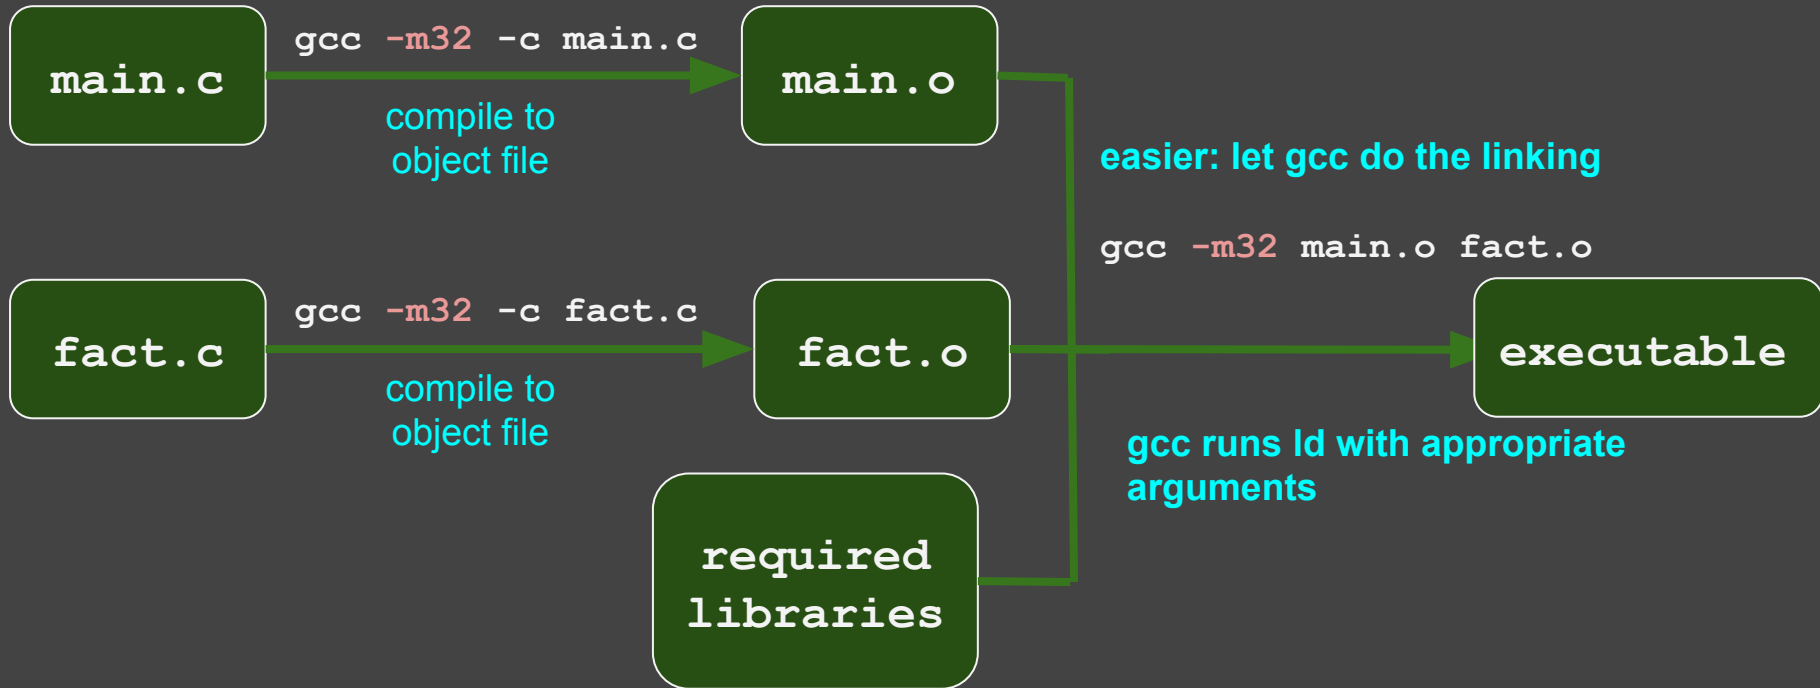 main.c
gcc -m32 -c main.c
compile to
object file
main.o
easier: let gcc do the linking
gcc -m32 main.o fact.o
fact.c
gcc -m32 -c fact.c
compile to
object file
fact.o
executable
gcc runs ld with appropriate
arguments
required
libraries